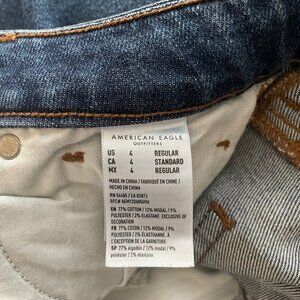 AMERICAN EAGLE
OUTFITTERS
US 4 REGULAR
CA 4 STANDARD
MX 4 REGULAR
MADE IN CHINA / FABRIQUÉ EN CHINE /
HECHO EN CHINA
EN 77% COTTON / 12% MODAL / 9%
POLYESTER / 2% ELASTANE. EXCLUSIVE OF
DECORATION
FR 77% COTON / 12% MODAL / 9%
POLYESTER / 2% ÉLASTHANNE. À
L'EXCEPTION DE LA GARNITURE
SP 77% algodón / 12% modal / 9%
poliéster / 2% elastano